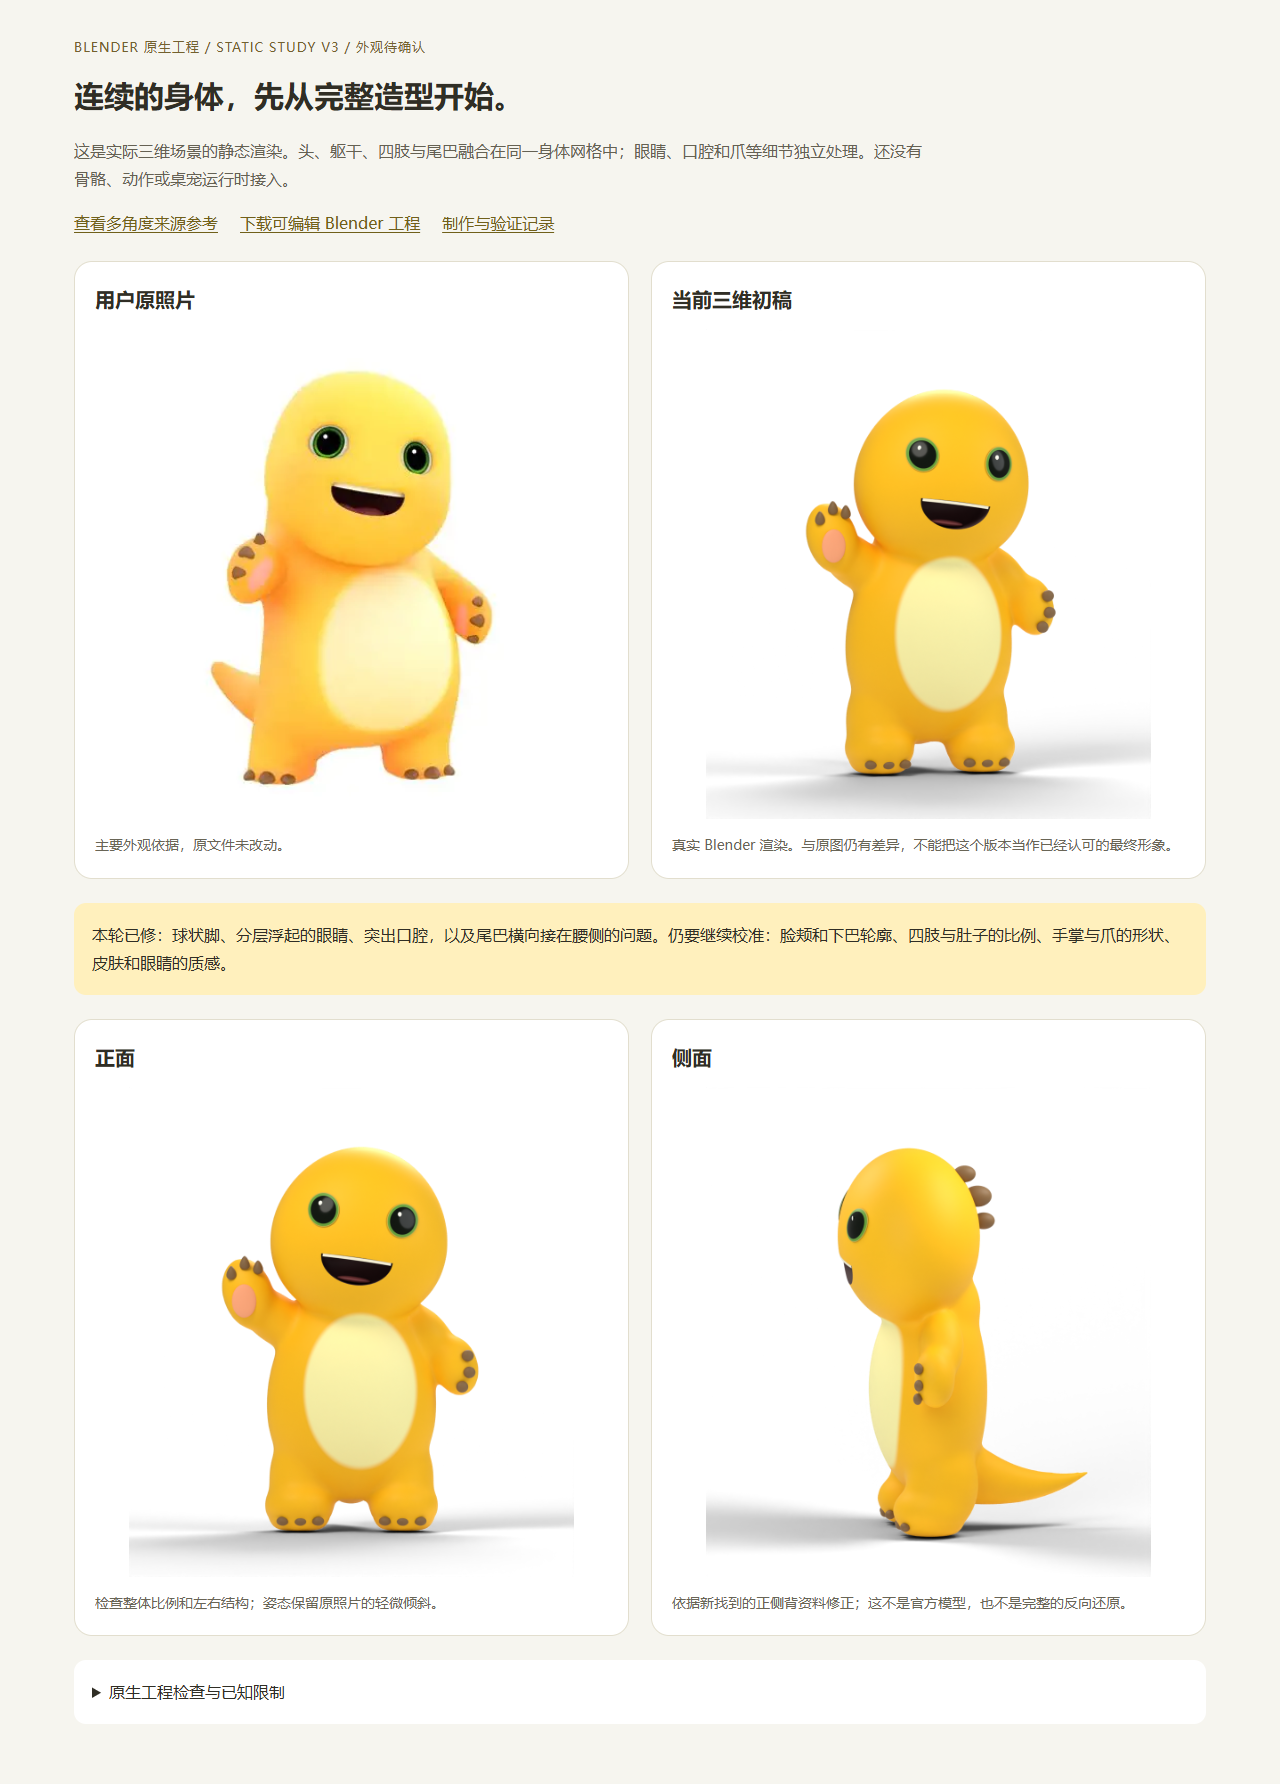 BLENDER 原生工程 / STATIC STUDY V3 / 外观待确认
连续的身体，先从完整造型开始。
这是实际三维场景的静态渲染。头、躯干、四肢与尾巴融合在同一身体网格中；眼睛、口腔和爪等细节独立处理。还没有
骨骼、动作或桌宠运行时接入。
查看多角度来源参考 下载可编辑 Blender 工程 制作与验证记录
用户原照片
当前三维初稿
主要外观依据，原文件未改动。
真实 Blender 渲染。与原图仍有差异，不能把这个版本当作已经认可的最终形象。
本轮已修：球状脚、分层浮起的眼睛、突出口腔，以及尾巴横向接在腰侧的问题。仍要继续校准：脸颊和下巴轮廓、四肢与肚子的比例、手掌与爪的形状、
皮肤和眼睛的质感。
正面
侧面
检查整体比例和左右结构；姿态保留原照片的轻微倾斜。
依据新找到的正侧背资料修正；这不是官方模型，也不是完整的反向还原。
▶ 原生工程检查与已知限制